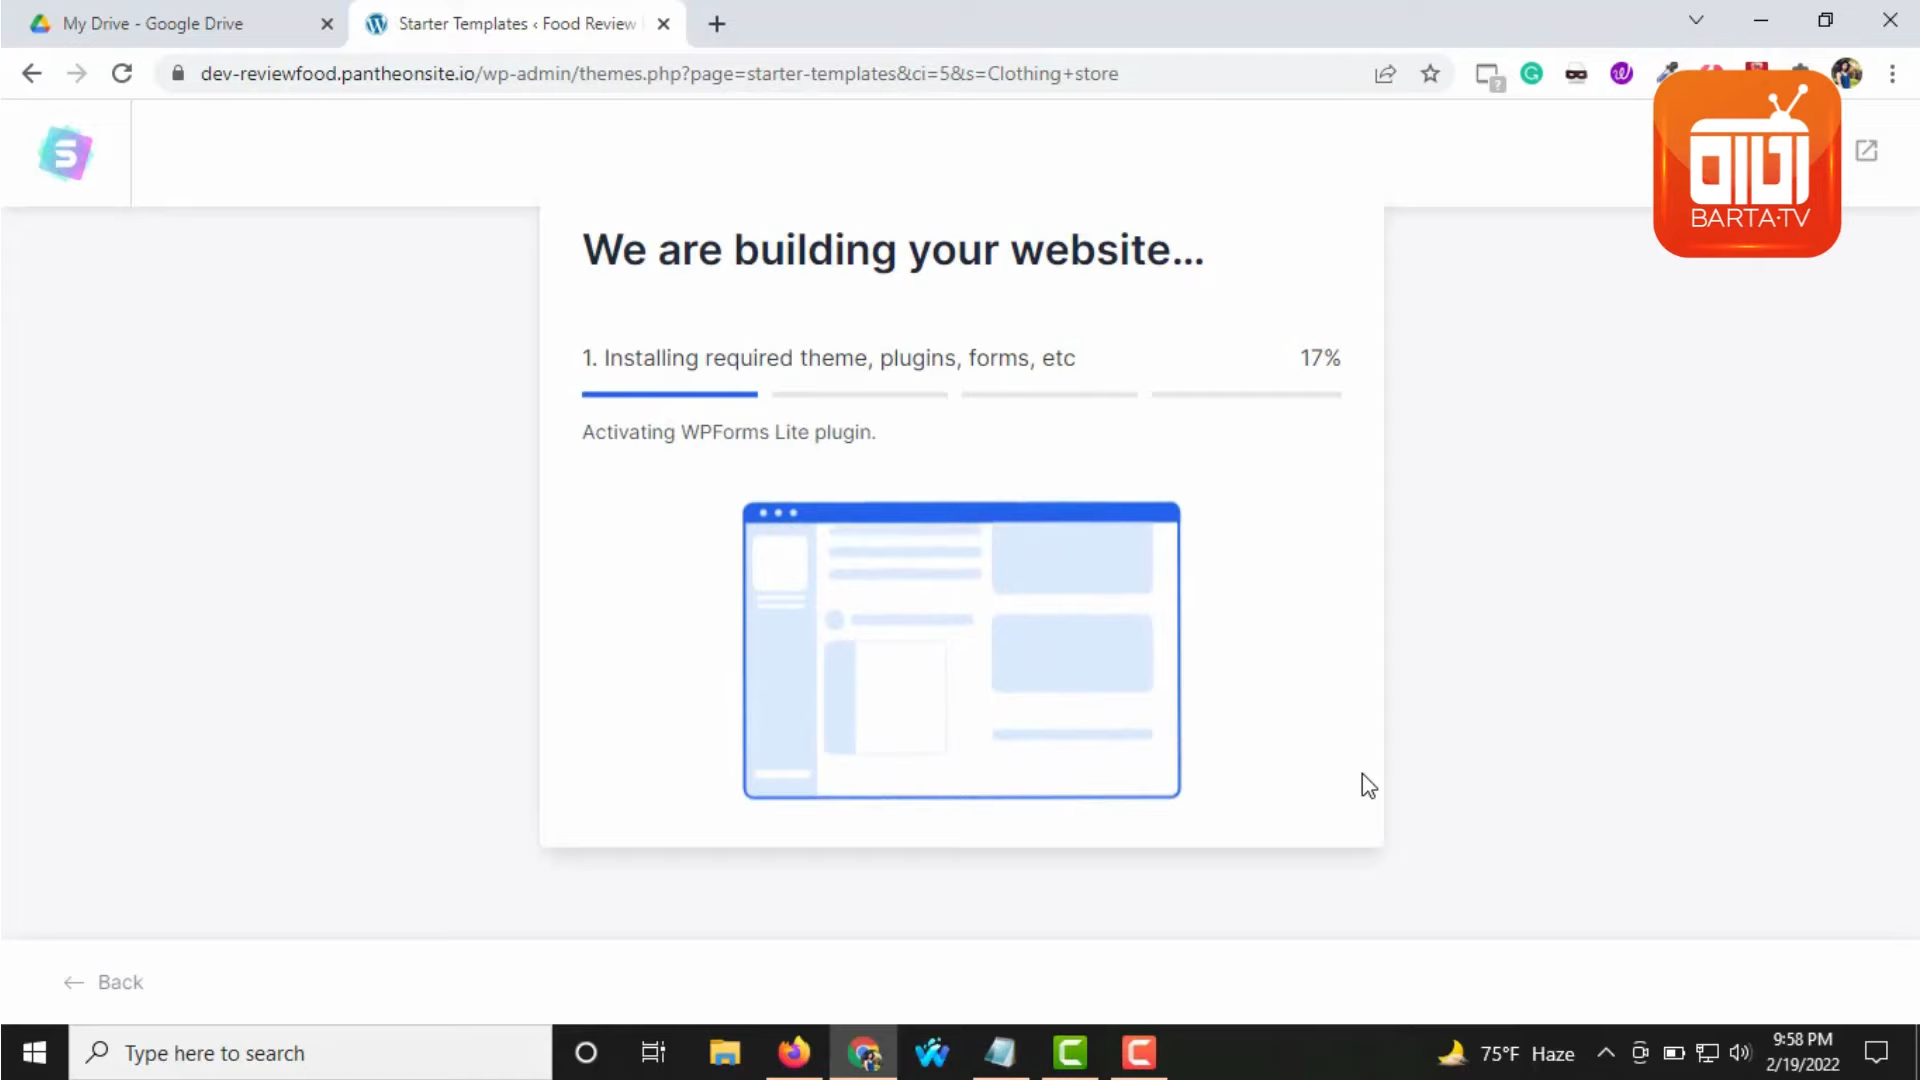 My Drive - Google Drive
Starter Templates ‹ Food Review
dev-reviewfood.pantheonsite.io/wp-admin/themes.php?page=starter-templates&ci=5&s=Clothing+store
S
বার্তা
BARTA·TV
We are building your website...
1. Installing required theme, plugins, forms, etc 17%
Activating WPForms Lite plugin.
← Back
Type here to search
75°F Haze
9:58 PM
2/19/2022